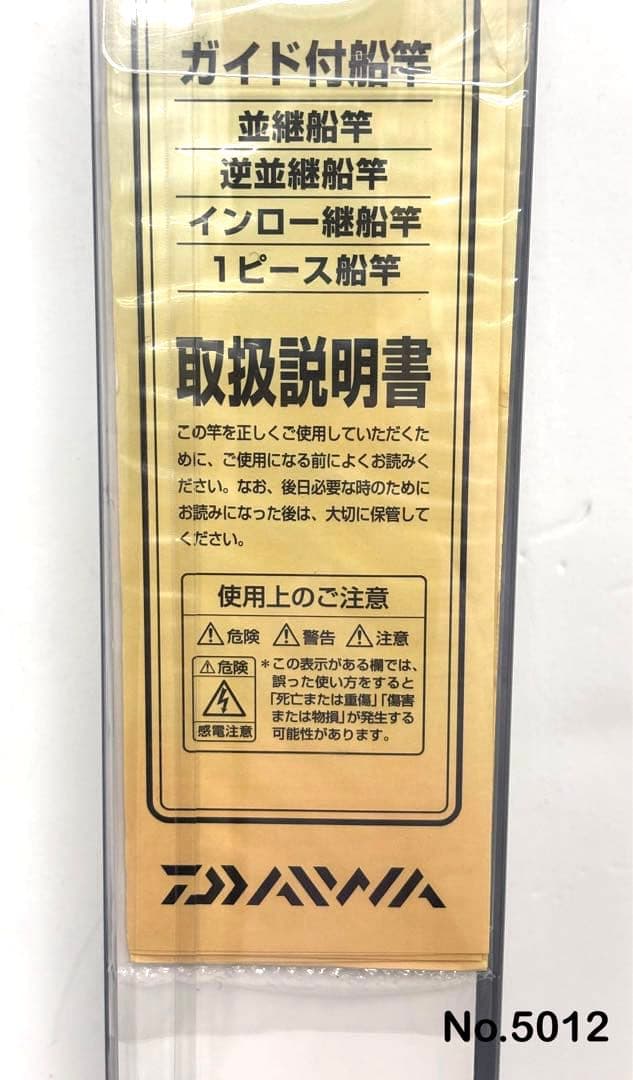 ガイド付船竿
並継船竿
逆並継船竿
インロー継船竿
1ピース船竿
取扱説明書
この竿を正しくご使用していただくた
めに、ご使用になる前によくお読みく
ださい。なお、後日必要な時のために
お読みになった後は、大切に保管して
ください。
使用上のご注意
⚠危険 ⚠警告 ⚠注意
⚠危険
感電注意
*この表示がある欄では、
誤った使い方をすると
「死亡または重傷」「傷害
または物損」が発生する
可能性があります。
DAIWA
No.5012